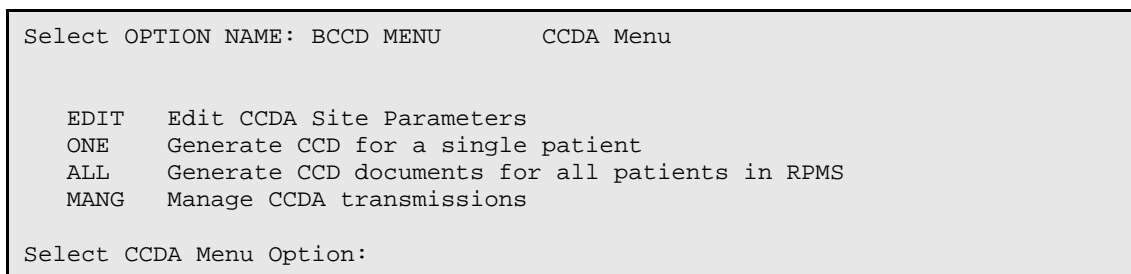 Select OPTION NAME: BCCD MENU       CCDA Menu
EDIT   Edit CCDA Site Parameters
ONE    Generate CCD for a single patient
ALL    Generate CCD documents for all patients in RPMS
MANG   Manage CCDA transmissions
Select CCDA Menu Option: